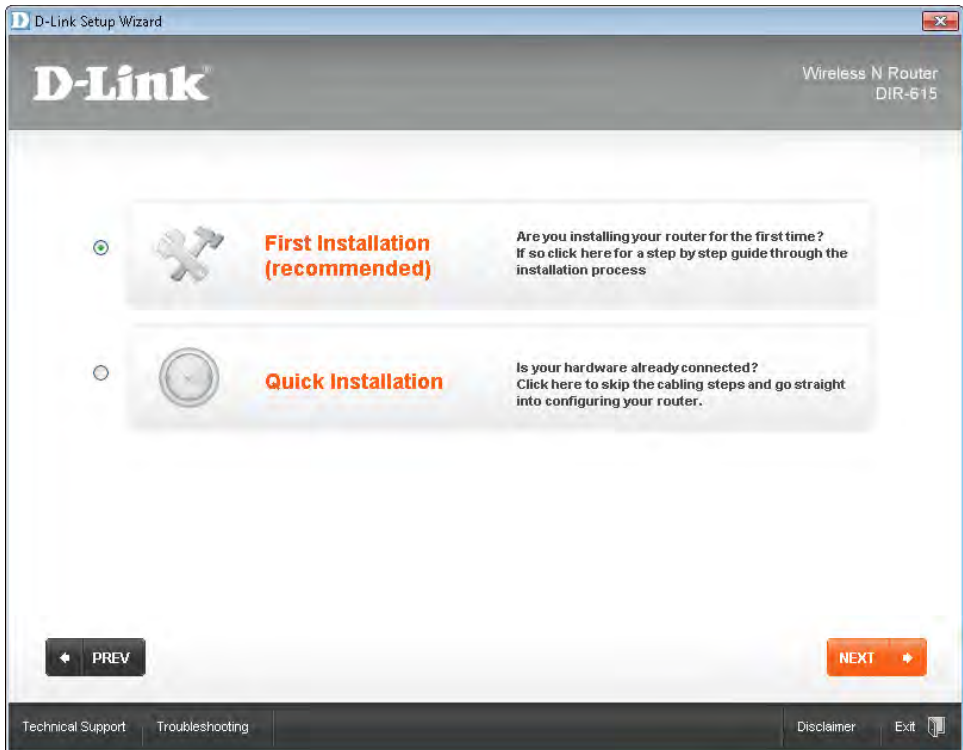 D-Link Setup Wizard
D-Link
Wireless N Router
DIR-615
First Installation
(recommended)
Are you installing your router for the first time?
If so click here for a step by step guide through the
installation process
Quick Installation
Is your hardware already connected?
Click here to skip the cabling steps and go straight
into configuring your router.
PREV
NEXT
Technical Support
Troubleshooting
Disclaimer
Exit